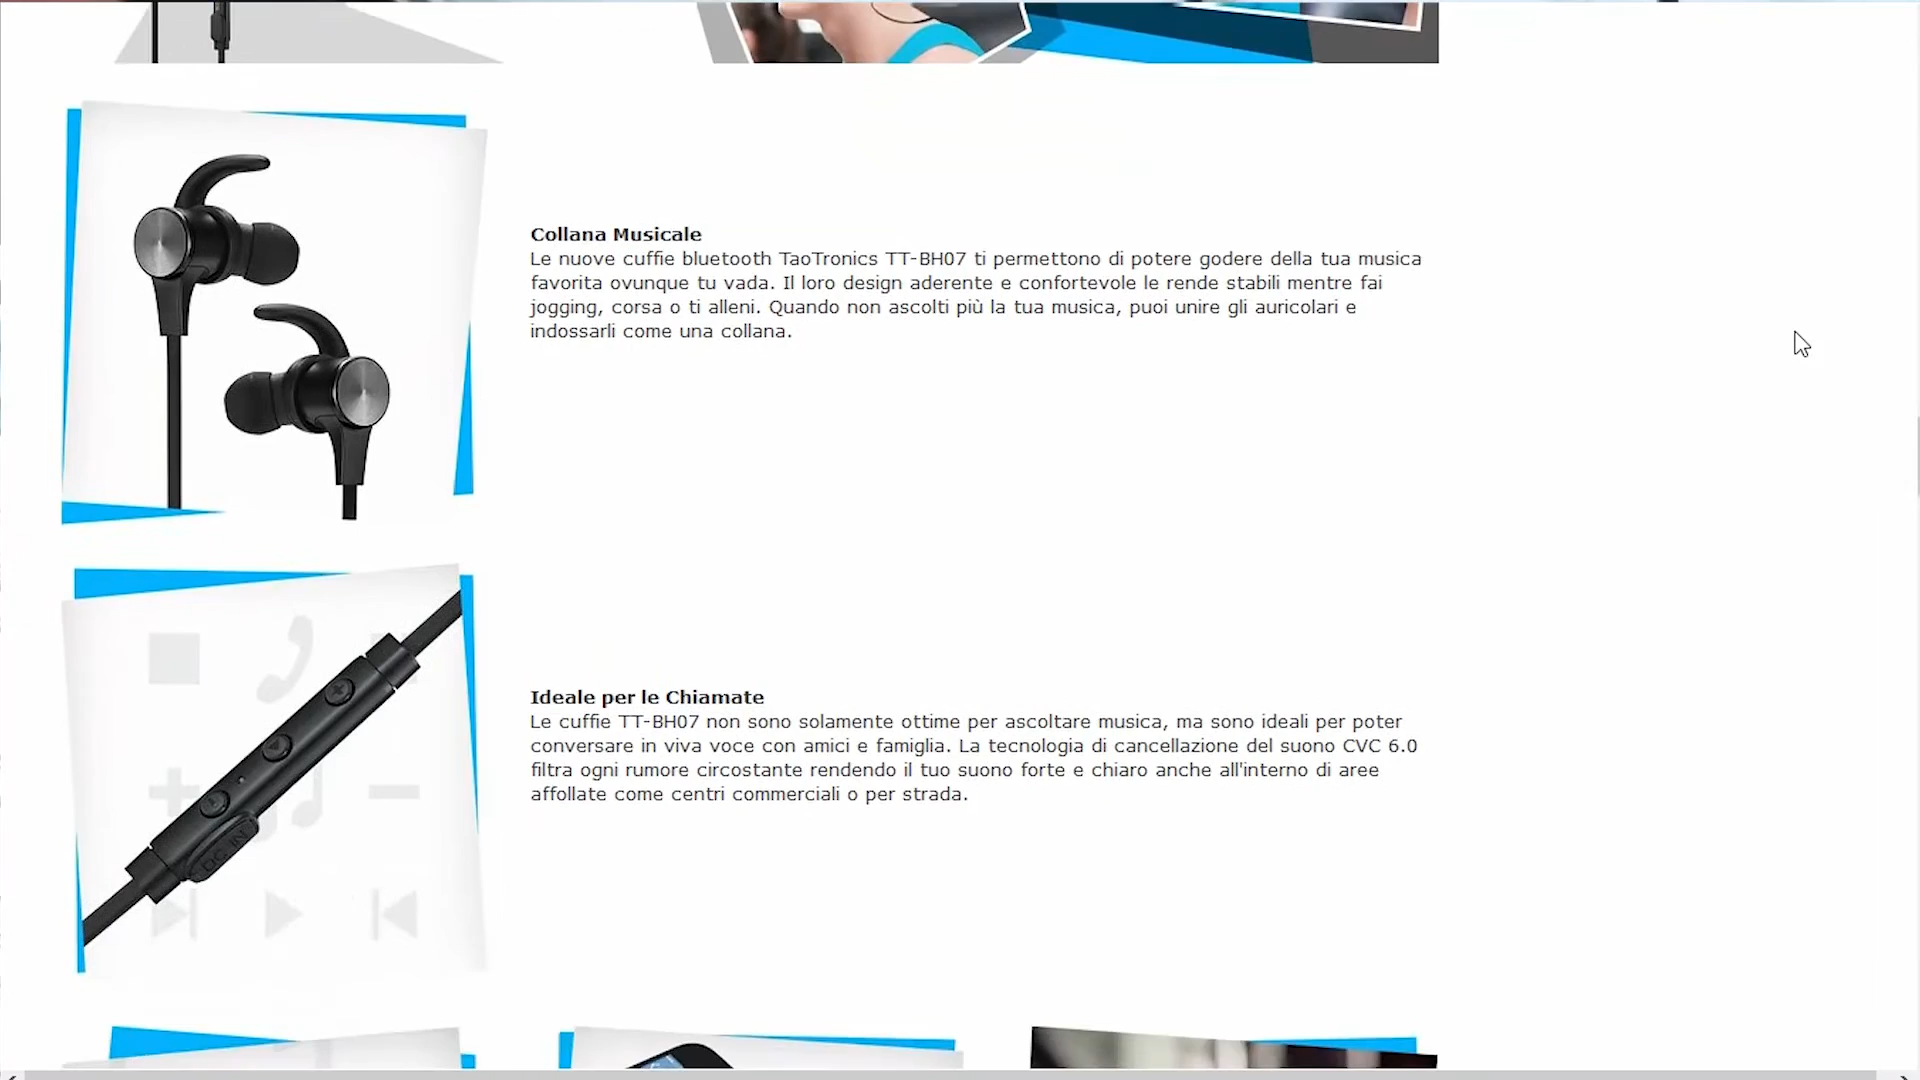 Collana Musicale
Le nuove cuffie bluetooth TaoTronics TT-BH07 ti permettono di potere godere della tua musica
favorita ovunque tu vada. Il loro design aderente e confortevole le rende stabili mentre fai
jogging, corsa o ti alleni. Quando non ascolti più la tua musica, puoi unire gli auricolari e
indossarli come una collana.
Ideale per le Chiamate
Le cuffie TT-BH07 non sono solamente ottime per ascoltare musica, ma sono ideali per poter
conversare in viva voce con amici e famiglia. La tecnologia di cancellazione del suono CVC 6.0
filtra ogni rumore circostante rendendo il tuo suono forte e chiaro anche all'interno di aree
affollate come centri commerciali o per strada.
DC IN